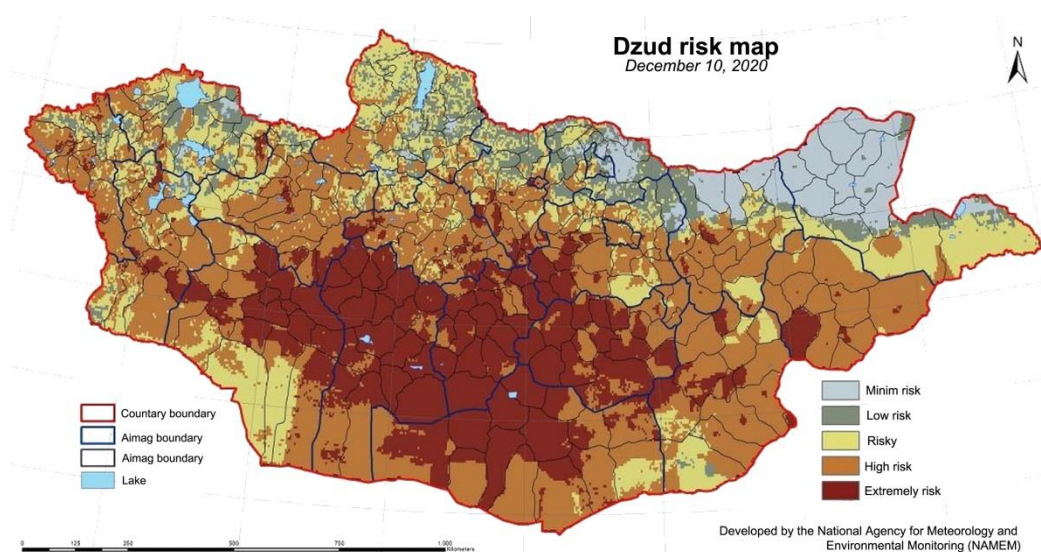 Dzud risk map
December 10, 2020
N
Countary boundary
Aimag boundary
Aimag boundary
Lake
Minim risk
Low risk
Risky
High risk
Extremely risk
0 125 250 500 750 1,000
Kilometers
Developed by the National Agency for Meteorology and
Environmental Monitoring (NAMEM)